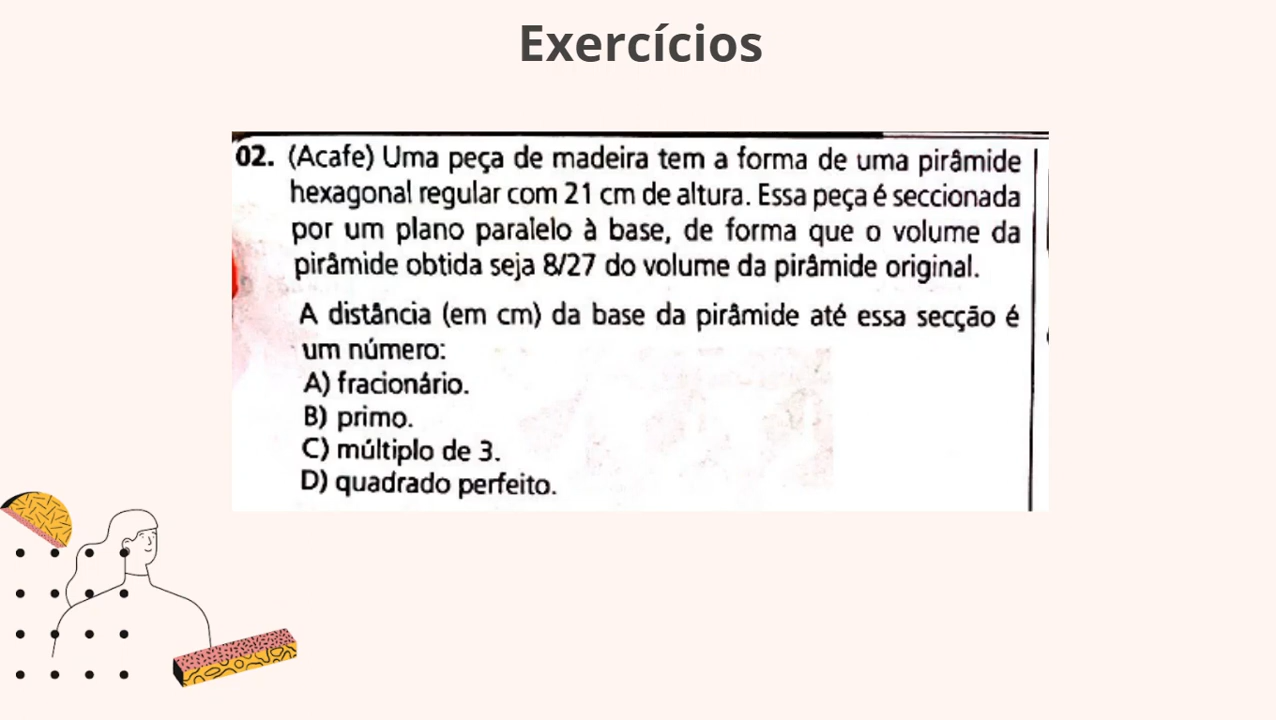 Exercícios
02. (Acafe) Uma peça de madeira tem a forma de uma pirâmide
hexagonal regular com 21 cm de altura. Essa peça é seccionada
por um plano paralelo à base, de forma que o volume da
pirâmide obtida seja 8/27 do volume da pirâmide original.
A distância (em cm) da base da pirâmide até essa secção é
um número:
A) fracionário.
B) primo.
C) múltiplo de 3.
D) quadrado perfeito.